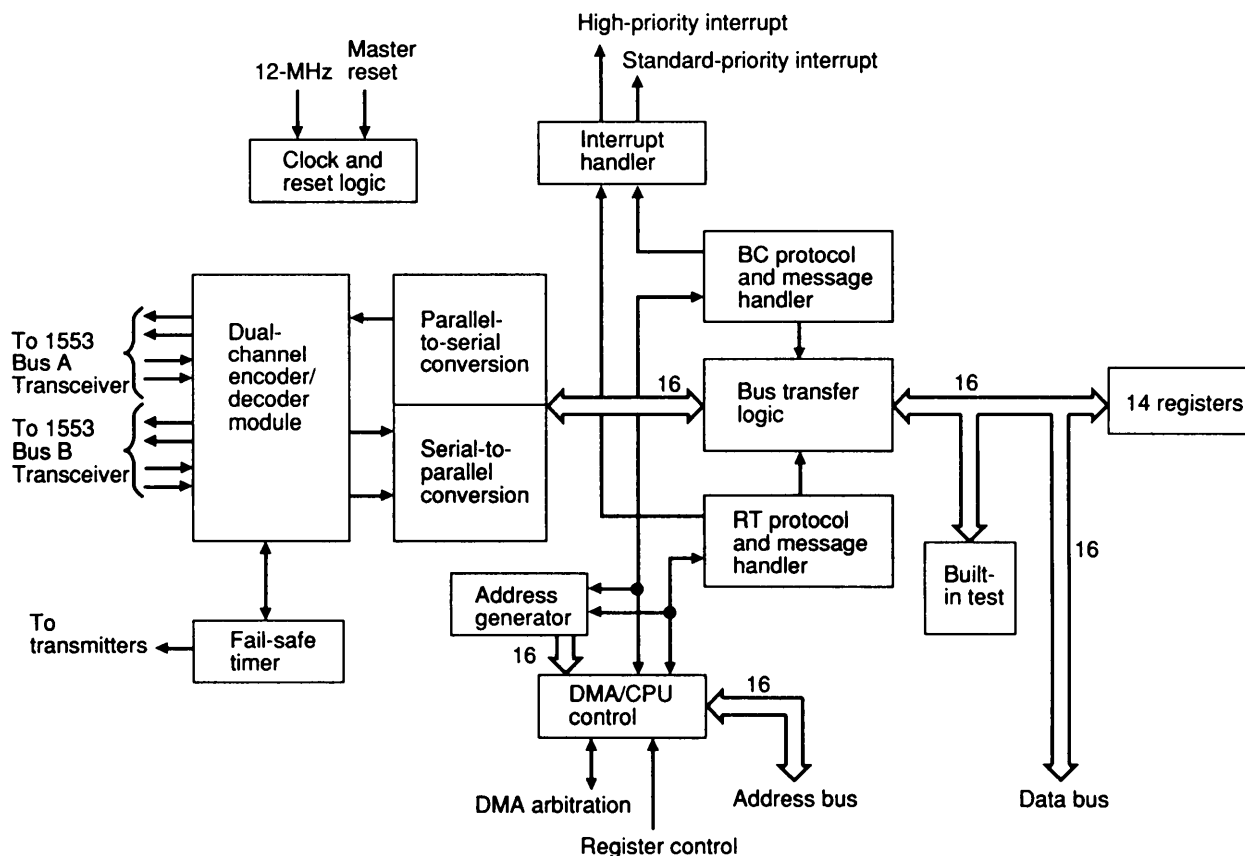 High-priority interrupt
Standard-priority interrupt
12-MHz
Master
reset
Clock and
reset logic
Interrupt
handler
BC protocol
and message
handler
To 1553
Bus A
Transceiver
Dual-
channel
encoder/
decoder
module
Parallel-
to-serial
conversion
16
Bus transfer
logic
16
14 registers
To 1553
Bus B
Transceiver
Serial-to-
parallel
conversion
RT protocol
and message
handler
Built-
in test
16
Address
generator
To
transmitters
Fail-safe
timer
16
DMA/CPU
control
16
DMA arbitration
Address bus
Data bus
Register control